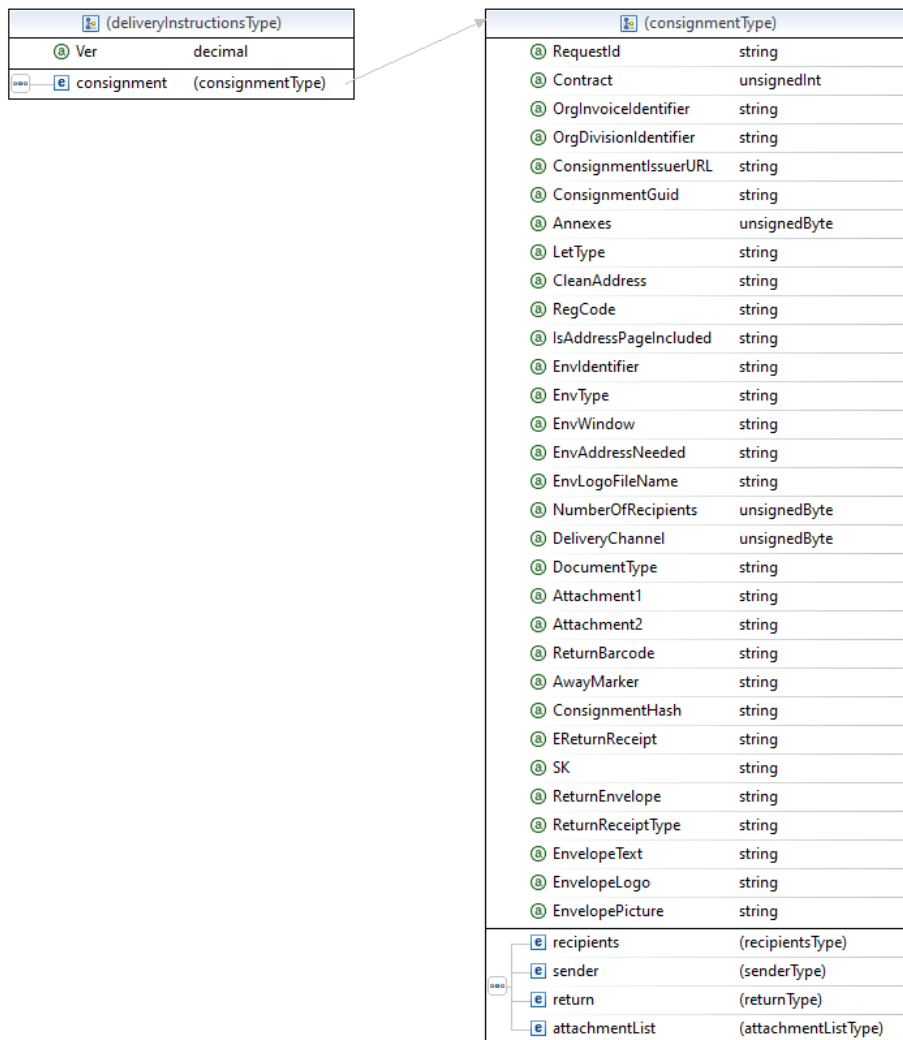 (deliveryInstructionsType)
Ver decimal
consignment (consignmentType)
(consignmentType)
RequestId string
Contract unsignedInt
OrgInvoiceIdentifier string
OrgDivisionIdentifier string
ConsignmentIssuerURL string
ConsignmentGuid string
Annexes unsignedByte
LetType string
CleanAddress string
RegCode string
IsAddressPageIncluded string
EnvIdentifier string
EnvType string
EnvWindow string
EnvAddressNeeded string
EnvLogoFileName string
NumberOfRecipients unsignedByte
DeliveryChannel unsignedByte
DocumentType string
Attachment1 string
Attachment2 string
ReturnBarcode string
AwayMarker string
ConsignmentHash string
EReturnReceipt string
SK string
ReturnEnvelope string
ReturnReceiptType string
EnvelopeText string
EnvelopeLogo string
EnvelopePicture string
recipients (recipientsType)
sender (senderType)
return (returnType)
attachmentList (attachmentListType)